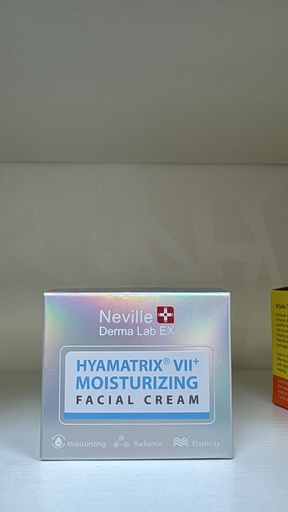 Neville
Derma Lab EX
HYAMATRIX® VII+
MOISTURIZING
FACIAL CREAM
Moisturizing Radiance Elasticity